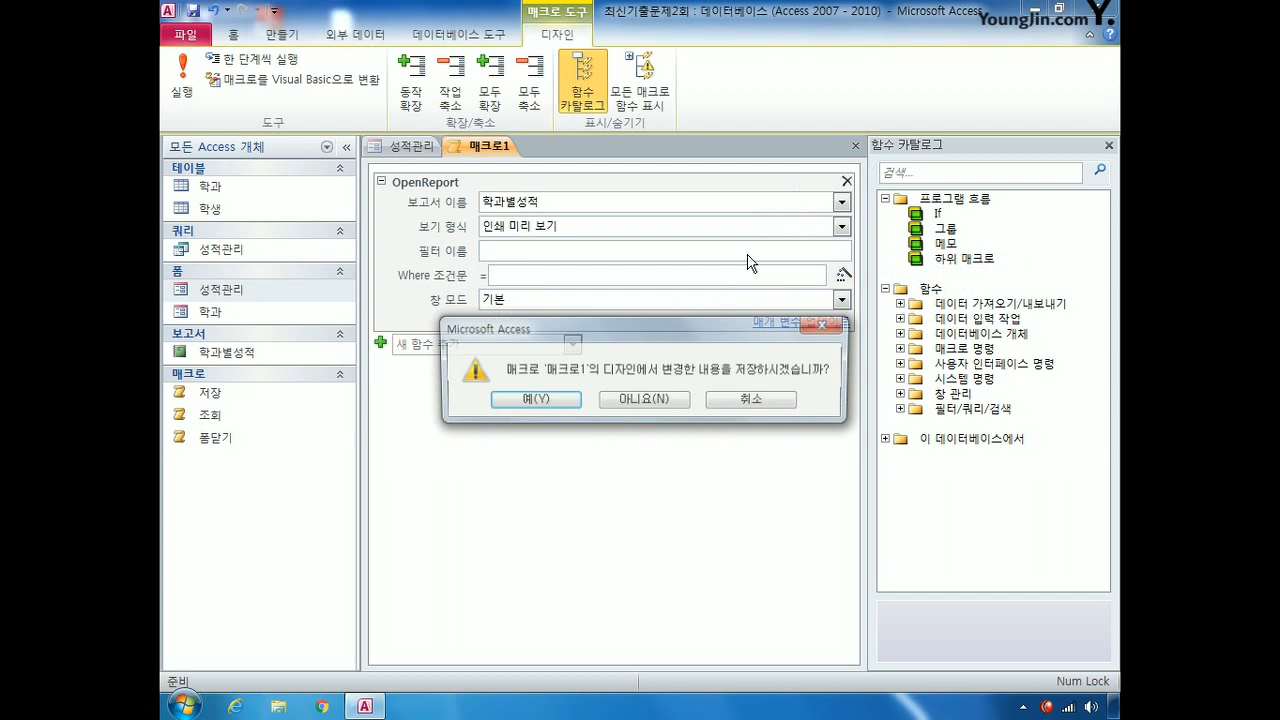 매크로 도구
최신기출문제2회 : 데이터베이스 (Access 2007 - 2010) - Microsoft Access
YoungJin.com Y.
파일 홈 만들기 외부 데이터 데이터베이스 도구 디자인
실행
한 단계씩 실행
매크로를 Visual Basic으로 변환
도구
동작 확장
작업 축소
모두 확장
모두 축소
확장/축소
함수 카탈로그
모든 매크로 함수 표시
표시/숨기기
모든 Access 개체
테이블
학과
학생
쿼리
성적관리
폼
성적관리
학과
보고서
학과별성적
매크로
저장
조회
폼닫기
성적관리
매크로1
OpenReport
보고서 이름 학과별성적
보기 형식 인쇄 미리 보기
필터 이름
Where 조건문 =
창 모드 기본
매개 변수 업데이트
새 함수 추가
Microsoft Access
매크로 '매크로1'의 디자인에서 변경한 내용을 저장하시겠습니까?
예(Y) 아니요(N) 취소
함수 카탈로그
검색...
프로그램 흐름
If
그룹
메모
하위 매크로
함수
데이터 가져오기/내보내기
데이터 입력 작업
데이터베이스 개체
매크로 명령
사용자 인터페이스 명령
시스템 명령
창 관리
필터/쿼리/검색
이 데이터베이스에서
준비
Num Lock